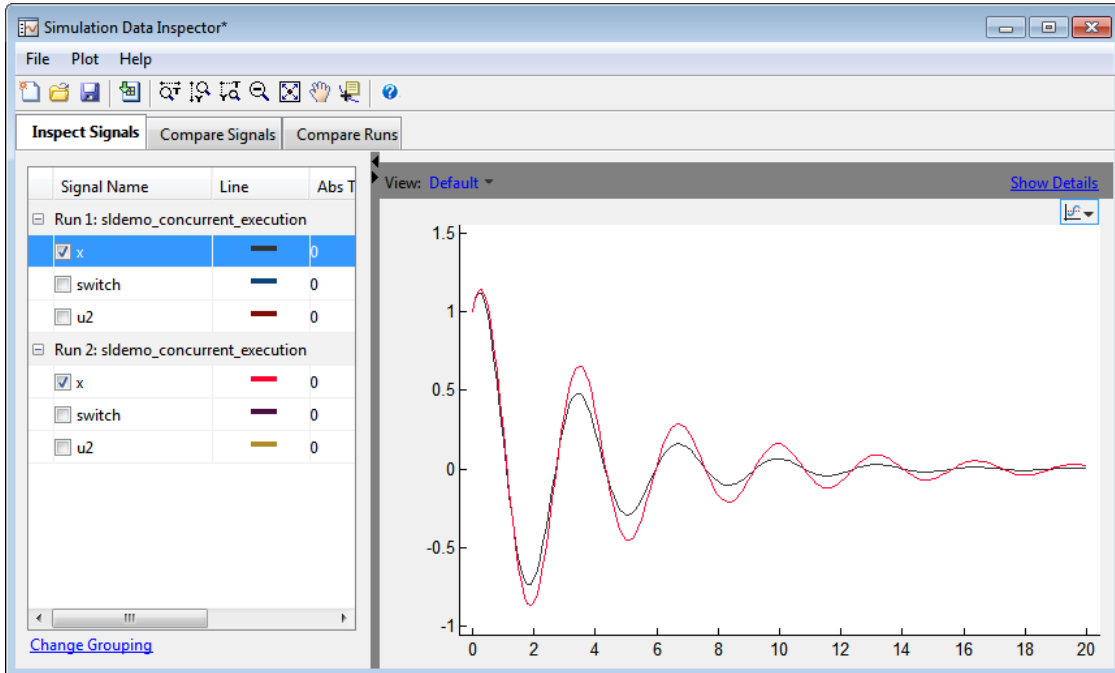 Simulation Data Inspector*
File Plot Help
Inspect Signals Compare Signals Compare Runs
Signal Name Line Abs T
Run 1: sldemo_concurrent_execution
x 0
switch 0
u2 0
Run 2: sldemo_concurrent_execution
x 0
switch 0
u2 0
Change Grouping
View: Default Show Details
1.5
1
0.5
0
-0.5
-1
0 2 4 6 8 10 12 14 16 18 20